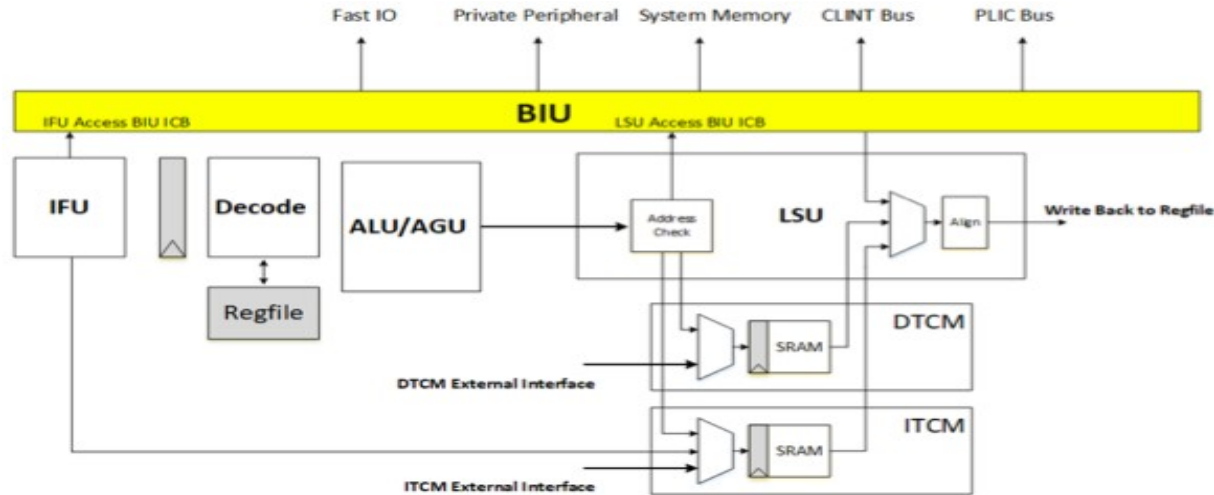 Fast IO
Private Peripheral
System Memory
CLINT Bus
PLIC Bus
BIU
IFU Access BIU ICB
LSU Access BIU ICB
IFU
Decode
ALU/AGU
Address
Check
LSU
Align
Write Back to Regfile
Regfile
DTCM
SRAM
DTCM External Interface
ITCM
SRAM
ITCM External Interface